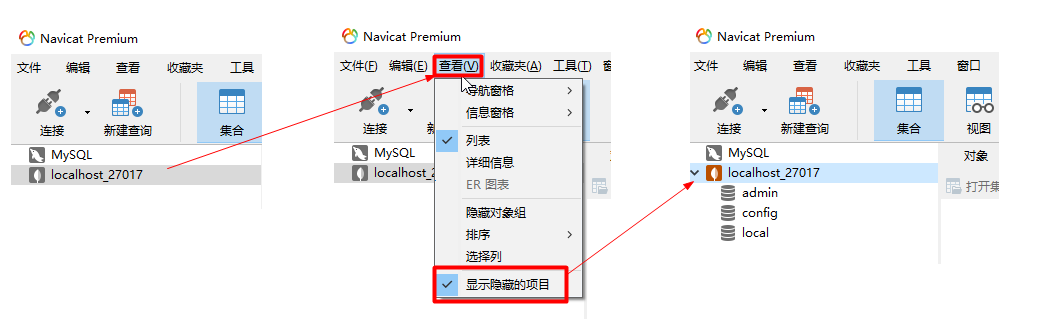 Navicat Premium
文件 编辑 查看 收藏夹 工具
连接 新建查询 集合
MySQL
localhost_27017
Navicat Premium
文件(F) 编辑(E) 查看(V) 收藏夹(A) 工具(T)
连接
MySQL
localhost_2
导航窗格
信息窗格
列表
详细信息
ER 图表
隐藏对象组
排序
选择列
显示隐藏的项目
Navicat Premium
文件 编辑 查看 收藏夹 工具 窗口
连接 新建查询 集合 视图
MySQL
对象
localhost_27017
打开集
admin
config
local